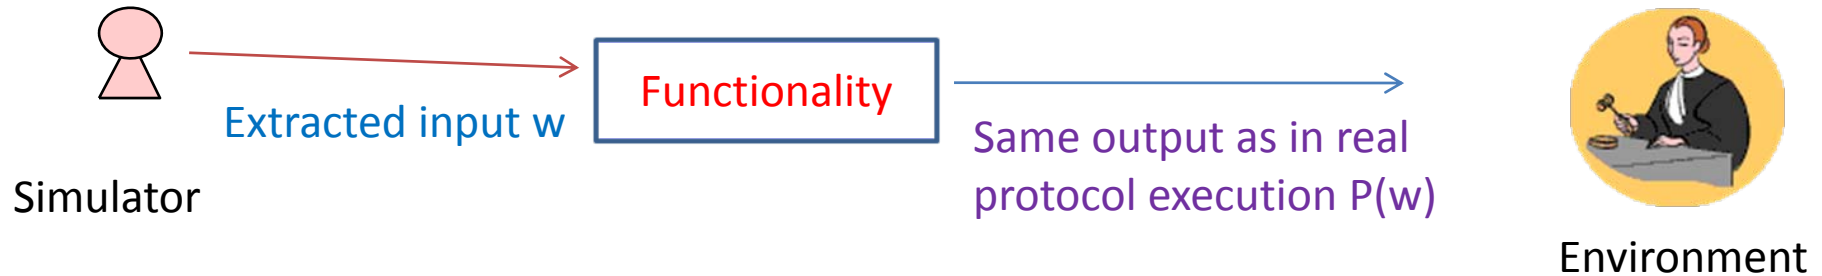 Functionality
Extracted input w
Same output as in real
protocol execution P(w)
Simulator
Environment